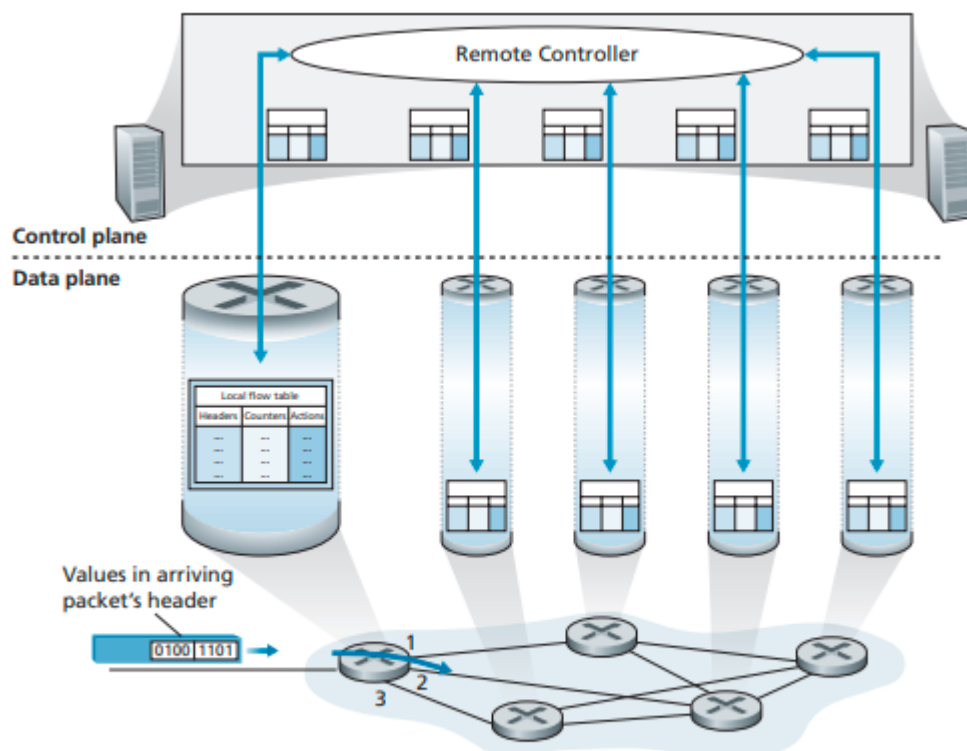 Remote Controller
Control plane
Data plane
Local flow table
Headers Counters Actions
... ... ...
... ... ...
... ... ...
... ... ...
Values in arriving
packet's header
0100 1101
1
2
3